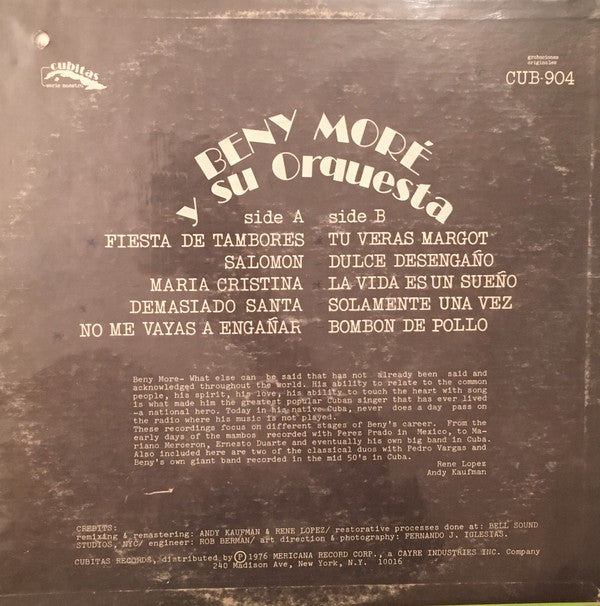 cubitas
serie maestra
grabaciones
originales
CUB-904
BENY MORÉ
y su Orquesta
side A
FIESTA DE TAMBORES
SALOMON
MARIA CRISTINA
DEMASIADO SANTA
NO ME VAYAS A ENGAÑAR
side B
TU VERAS MARGOT
DULCE DESENGAÑO
LA VIDA ES UN SUEÑO
SOLAMENTE UNA VEZ
BOMBON DE POLLO
Beny More- What else can be said that has not already been said and
acknowledged throughout the world. His ability to relate to the common
people, his spirit, his love, his ability to touch the heart with song
is what made him the greatest popular Cuban singer that has ever lived
-a national hero. Today in his native Cuba, never does a day pass on
the radio where his music is not played.
These recordings focus on different stages of Beny's career. From the
early days of the mambos recorded with Perez Prado in Mexico, to Ma-
riano Merceron, Ernesto Duarte and eventually his own big band in Cuba.
Also included here are two of the classical duos with Pedro Vargas and
Beny's own giant band recorded in the mid 50's in Cuba.
Rene Lopez
Andy Kaufman
CREDITS:
remixing & remastering: ANDY KAUFMAN & RENE LOPEZ/ restorative processes done at: BELL SOUND
STUDIOS, NYC/ engineer: ROB BERMAN/ art direction & photography: FERNANDO J. IGLESIAS.
CUBITAS RECORDS, distributed by Ⓟ 1976 MERICANA RECORD CORP., a CAYRE INDUSTRIES INC. Company
240 Madison Ave, New York, N.Y. 10016